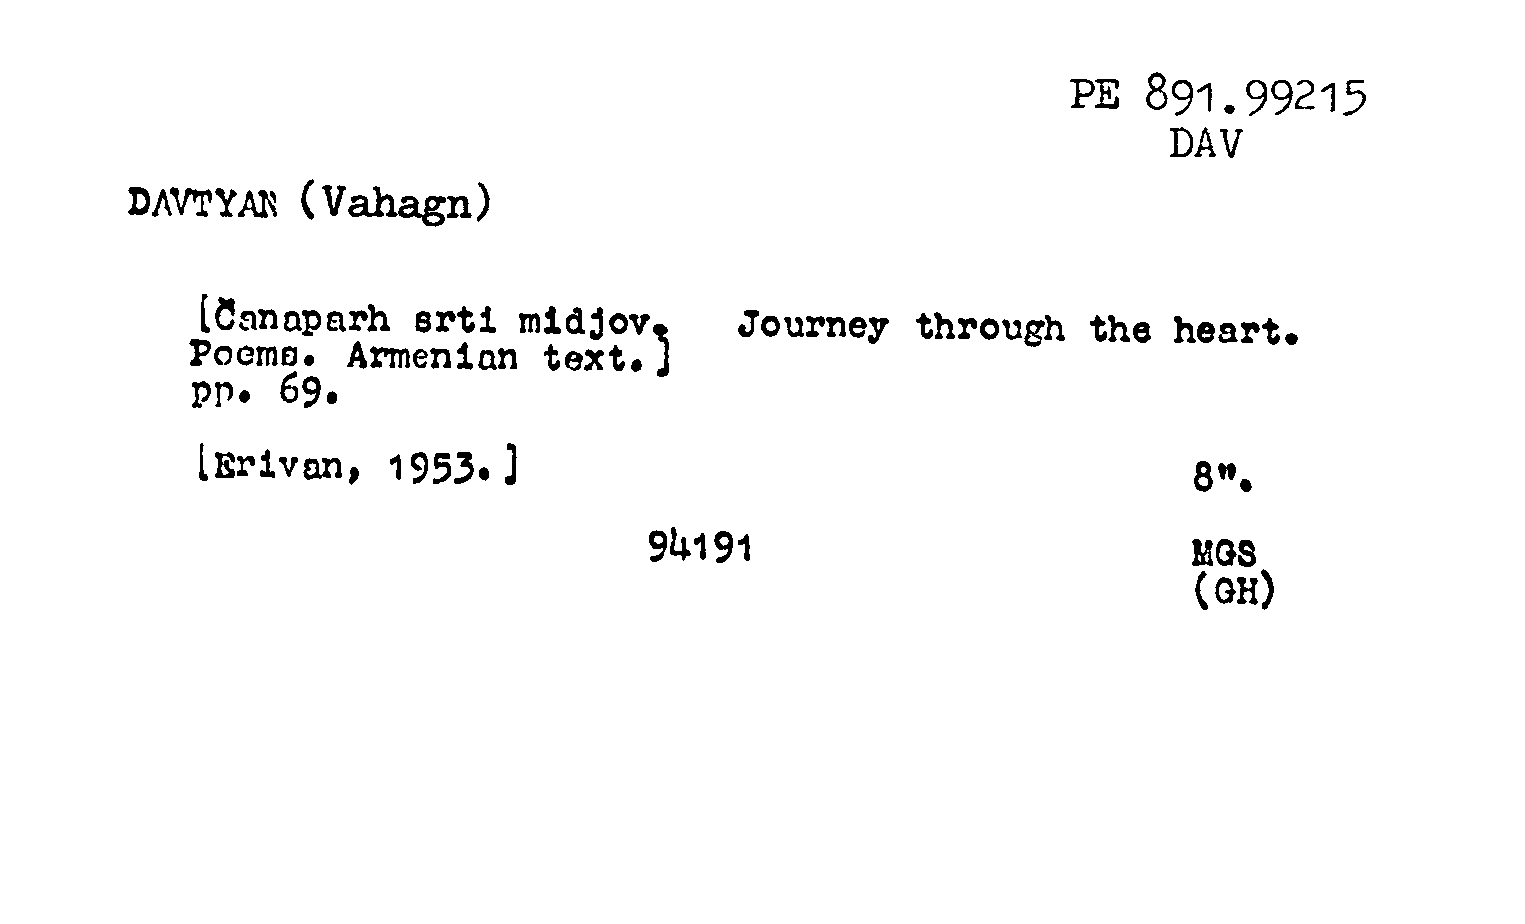 PE 891.99215
DAV
DAVTYAN (Vahagn)
[Čanaparh srti midjov. Journey through the heart.
Poems. Armenian text.]
pp. 69.
[Erivan, 1953.]
8".
94191
MGS
(GH)